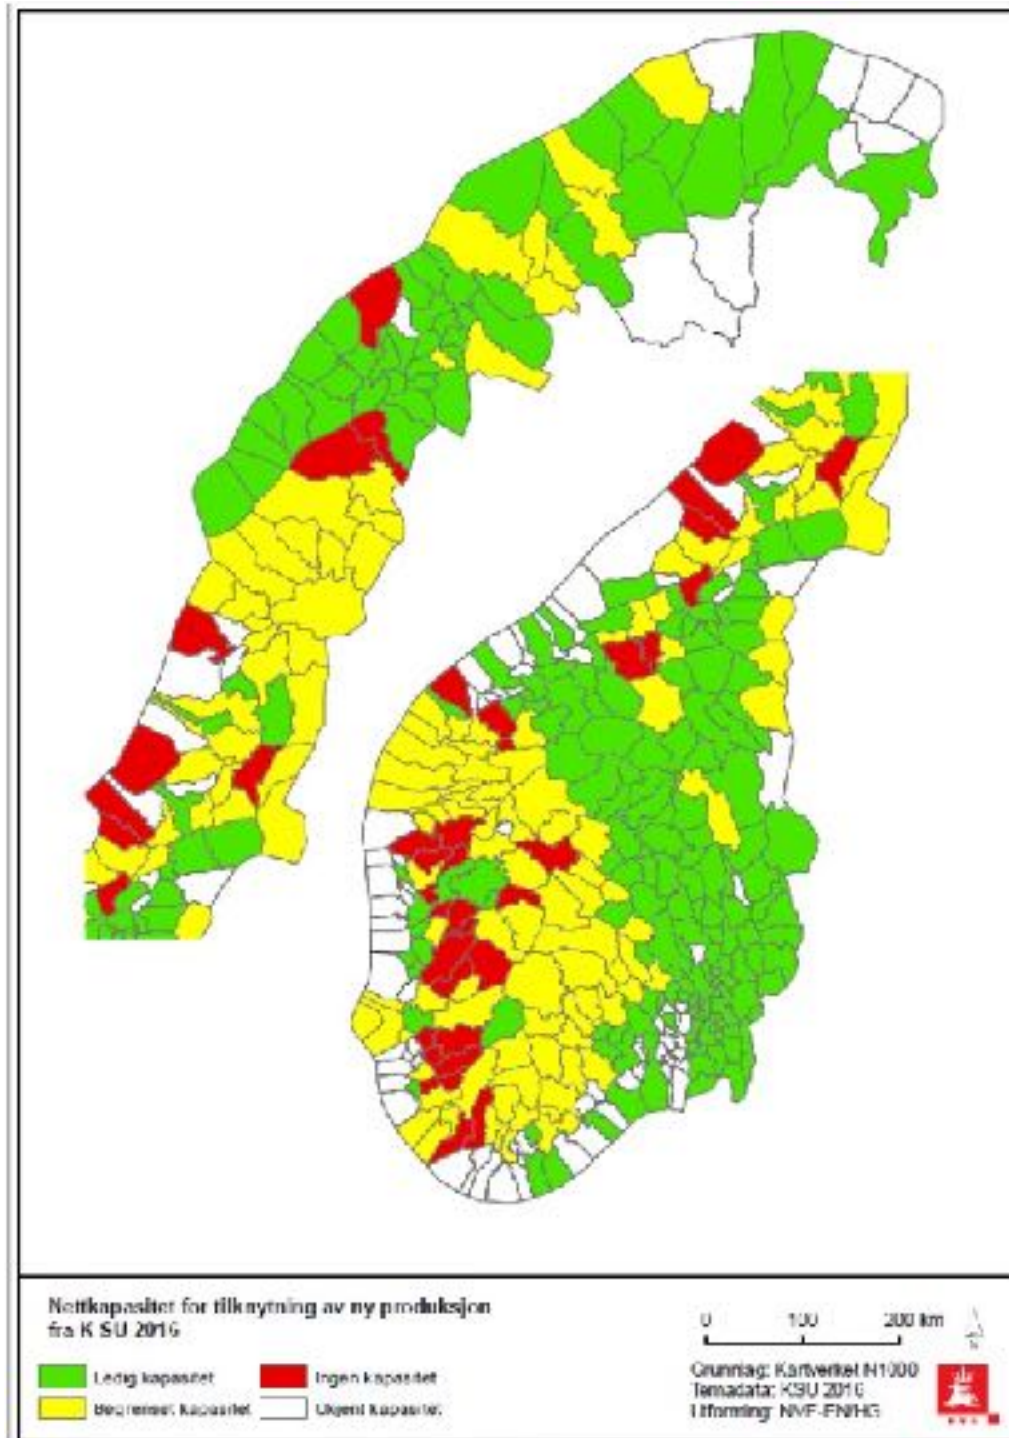 Nettkapasitet for tilknytning av ny produksjon
fra KSU 2016
Ledig kapasitet
Ingen kapasitet
Begrenset kapasitet
Ukjent kapasitet
0 100 200 km
Grunnlag: Kartverket N1000
Temadata: KSU 2016
Utforming: NVE-EN/HG
NVE